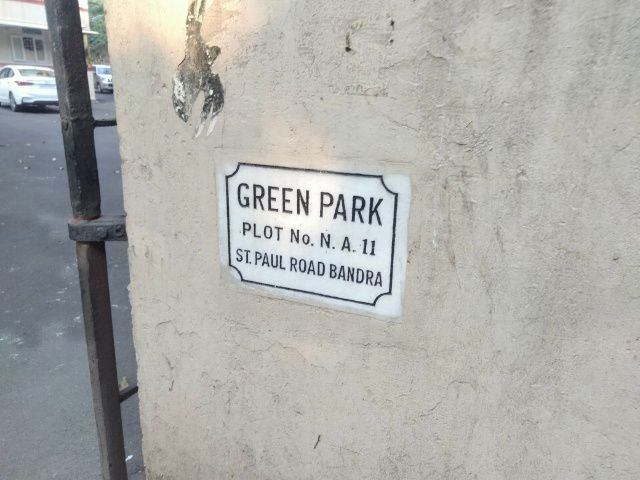 GREEN PARK
PLOT No. N. A. 11
ST. PAUL ROAD BANDRA